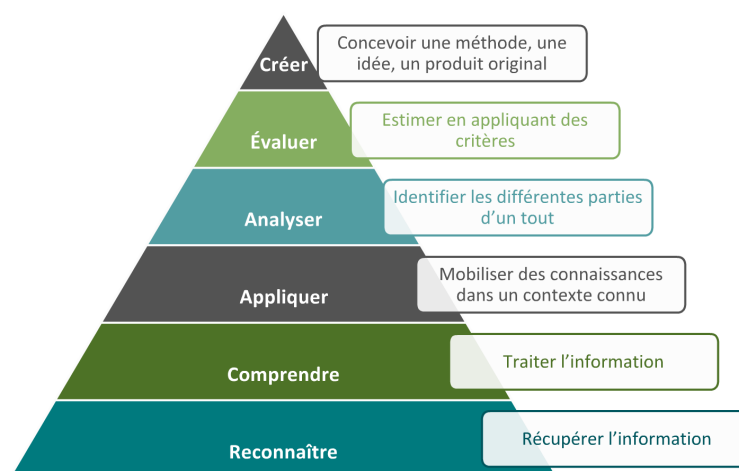 Créer
Concevoir une méthode, une
idée, un produit original
Évaluer
Estimer en appliquant des
critères
Analyser
Identifier les différentes parties
d’un tout
Appliquer
Mobiliser des connaissances
dans un contexte connu
Comprendre
Traiter l’information
Reconnaître
Récupérer l’information